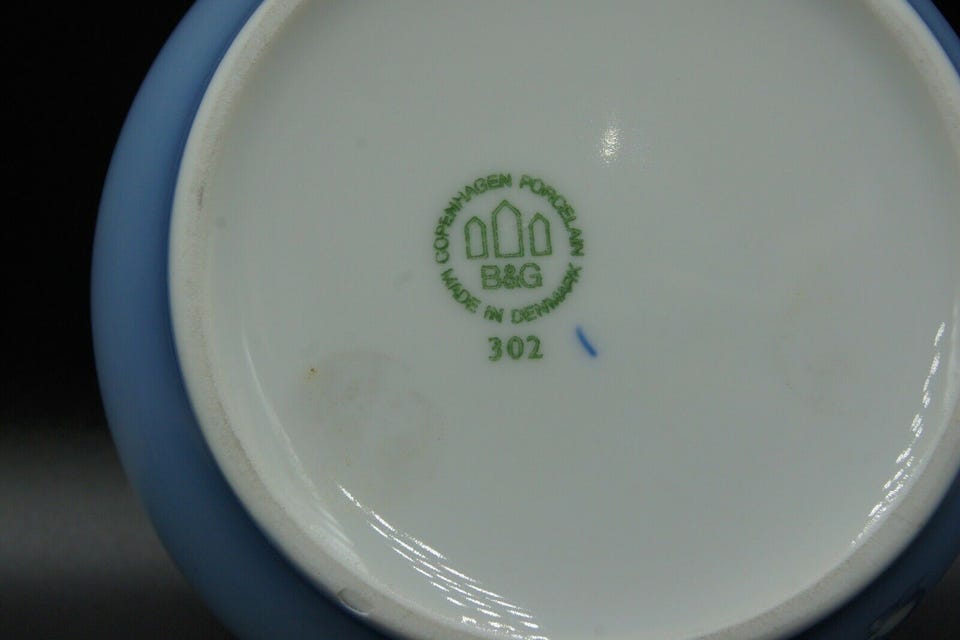 COPENHAGEN PORCELAIN
B&G
MADE IN DENMARK
302